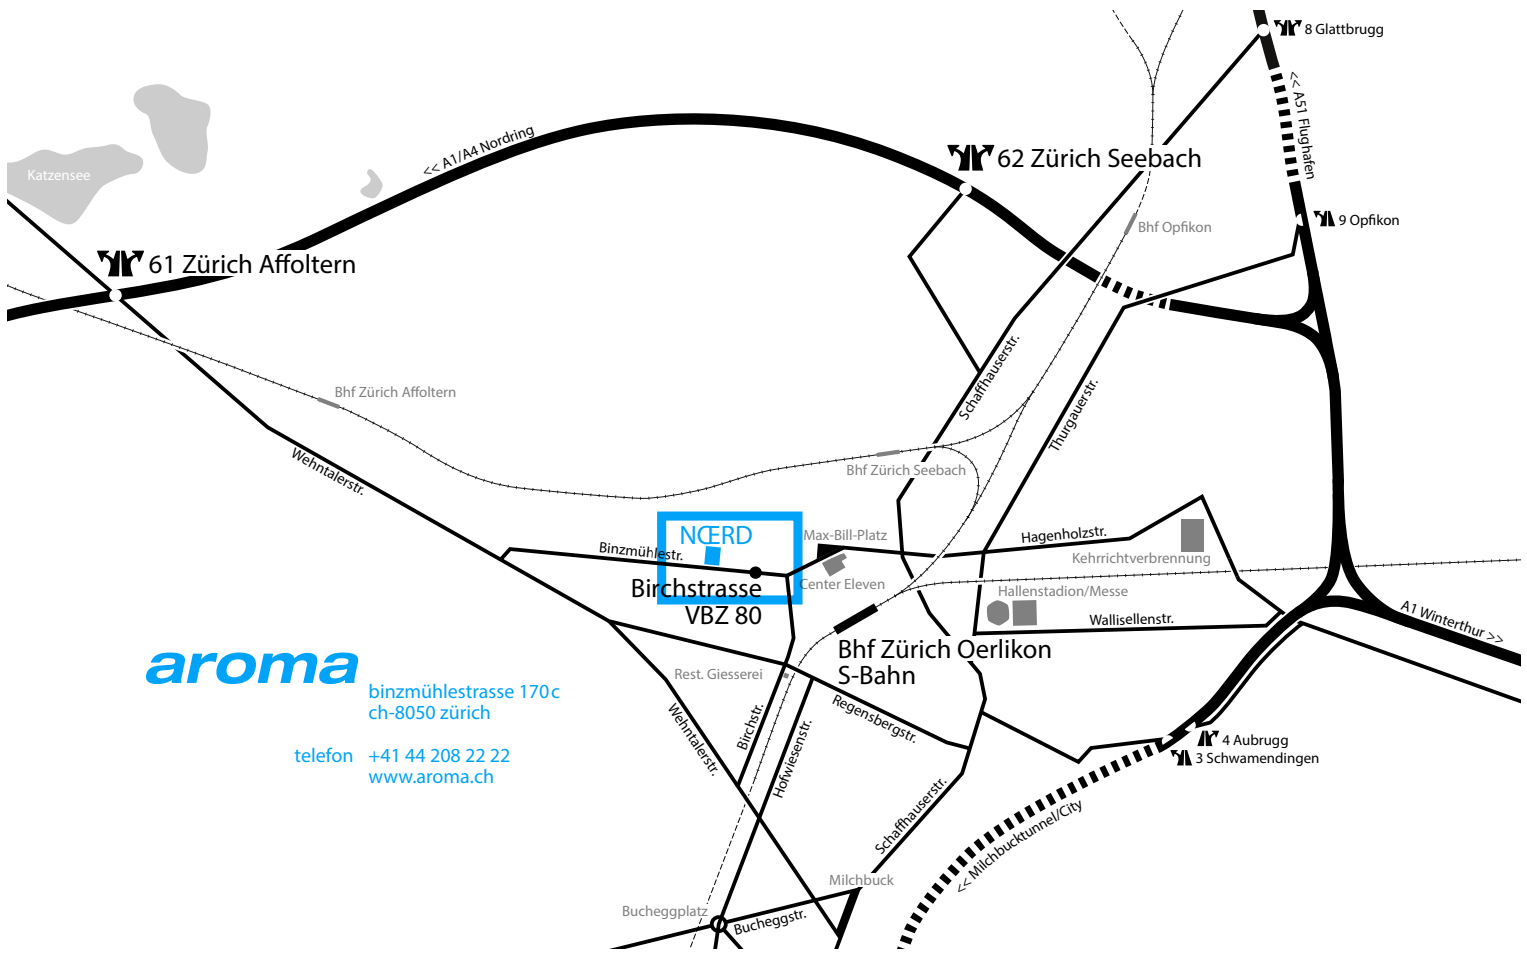 8 Glattbrugg
<< A51 Flughafen
<< A1/A4 Nordring
62 Zürich Seebach
Katzensee
9 Opfikon
Bhf Opfikon
61 Zürich Affoltern
Schaffhauserstr.
Bhf Zürich Affoltern
Thurgauerstr.
Wehntalerstr.
Bhf Zürich Seebach
NŒRD
Max-Bill-Platz
Hagenholzstr.
Binzmühlestr.
Kehrrichtverbrennung
Center Eleven
Birchstrasse
VBZ 80
Hallenstadion/Messe
Wallisellenstr.
A1 Winterthur >>
Bhf Zürich Oerlikon
S-Bahn
aroma
Rest. Giesserei
binzmühlestrasse 170 c
ch-8050 zürich
Wehntalerstr.
Birchstr.
Regensbergstr.
Hofwiesenstr.
4 Aubrugg
3 Schwamendingen
telefon +41 44 208 22 22
www.aroma.ch
Schaffhauserstr.
<< Milchbucktunnel/City
Milchbuck
Bucheggplatz
Bucheggstr.